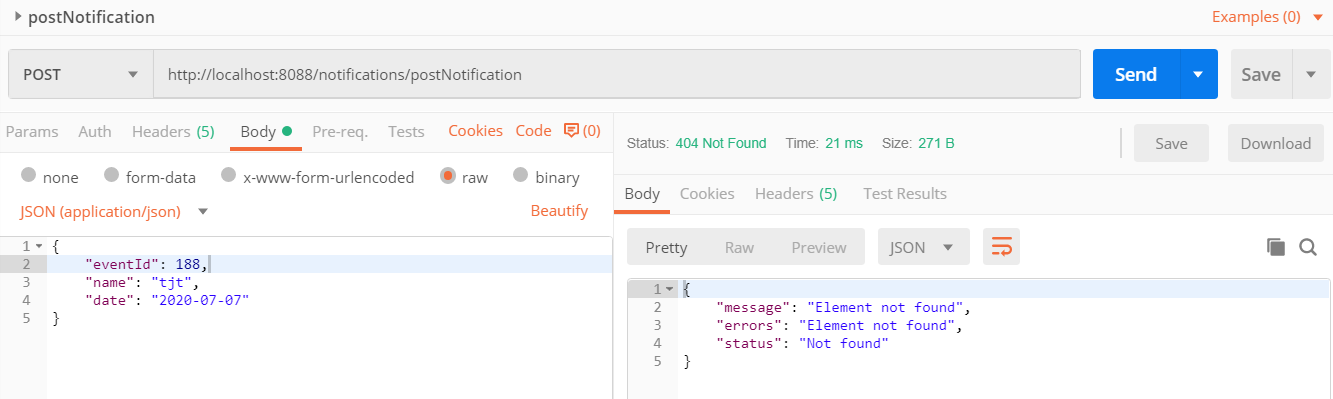 postNotification
Examples (0)
POST
http://localhost:8088/notifications/postNotification
Send
Save
Params Auth Headers (5) Body Pre-req. Tests Cookies Code (0)
none form-data x-www-form-urlencoded raw binary
JSON (application/json)
Beautify
1 {
2 "eventId": 188,
3 "name": "tjt",
4 "date": "2020-07-07"
5 }
Status: 404 Not Found Time: 21 ms Size: 271 B
Save
Download
Body Cookies Headers (5) Test Results
Pretty Raw Preview JSON
1 {
2 "message": "Element not found",
3 "errors": "Element not found",
4 "status": "Not found"
5 }